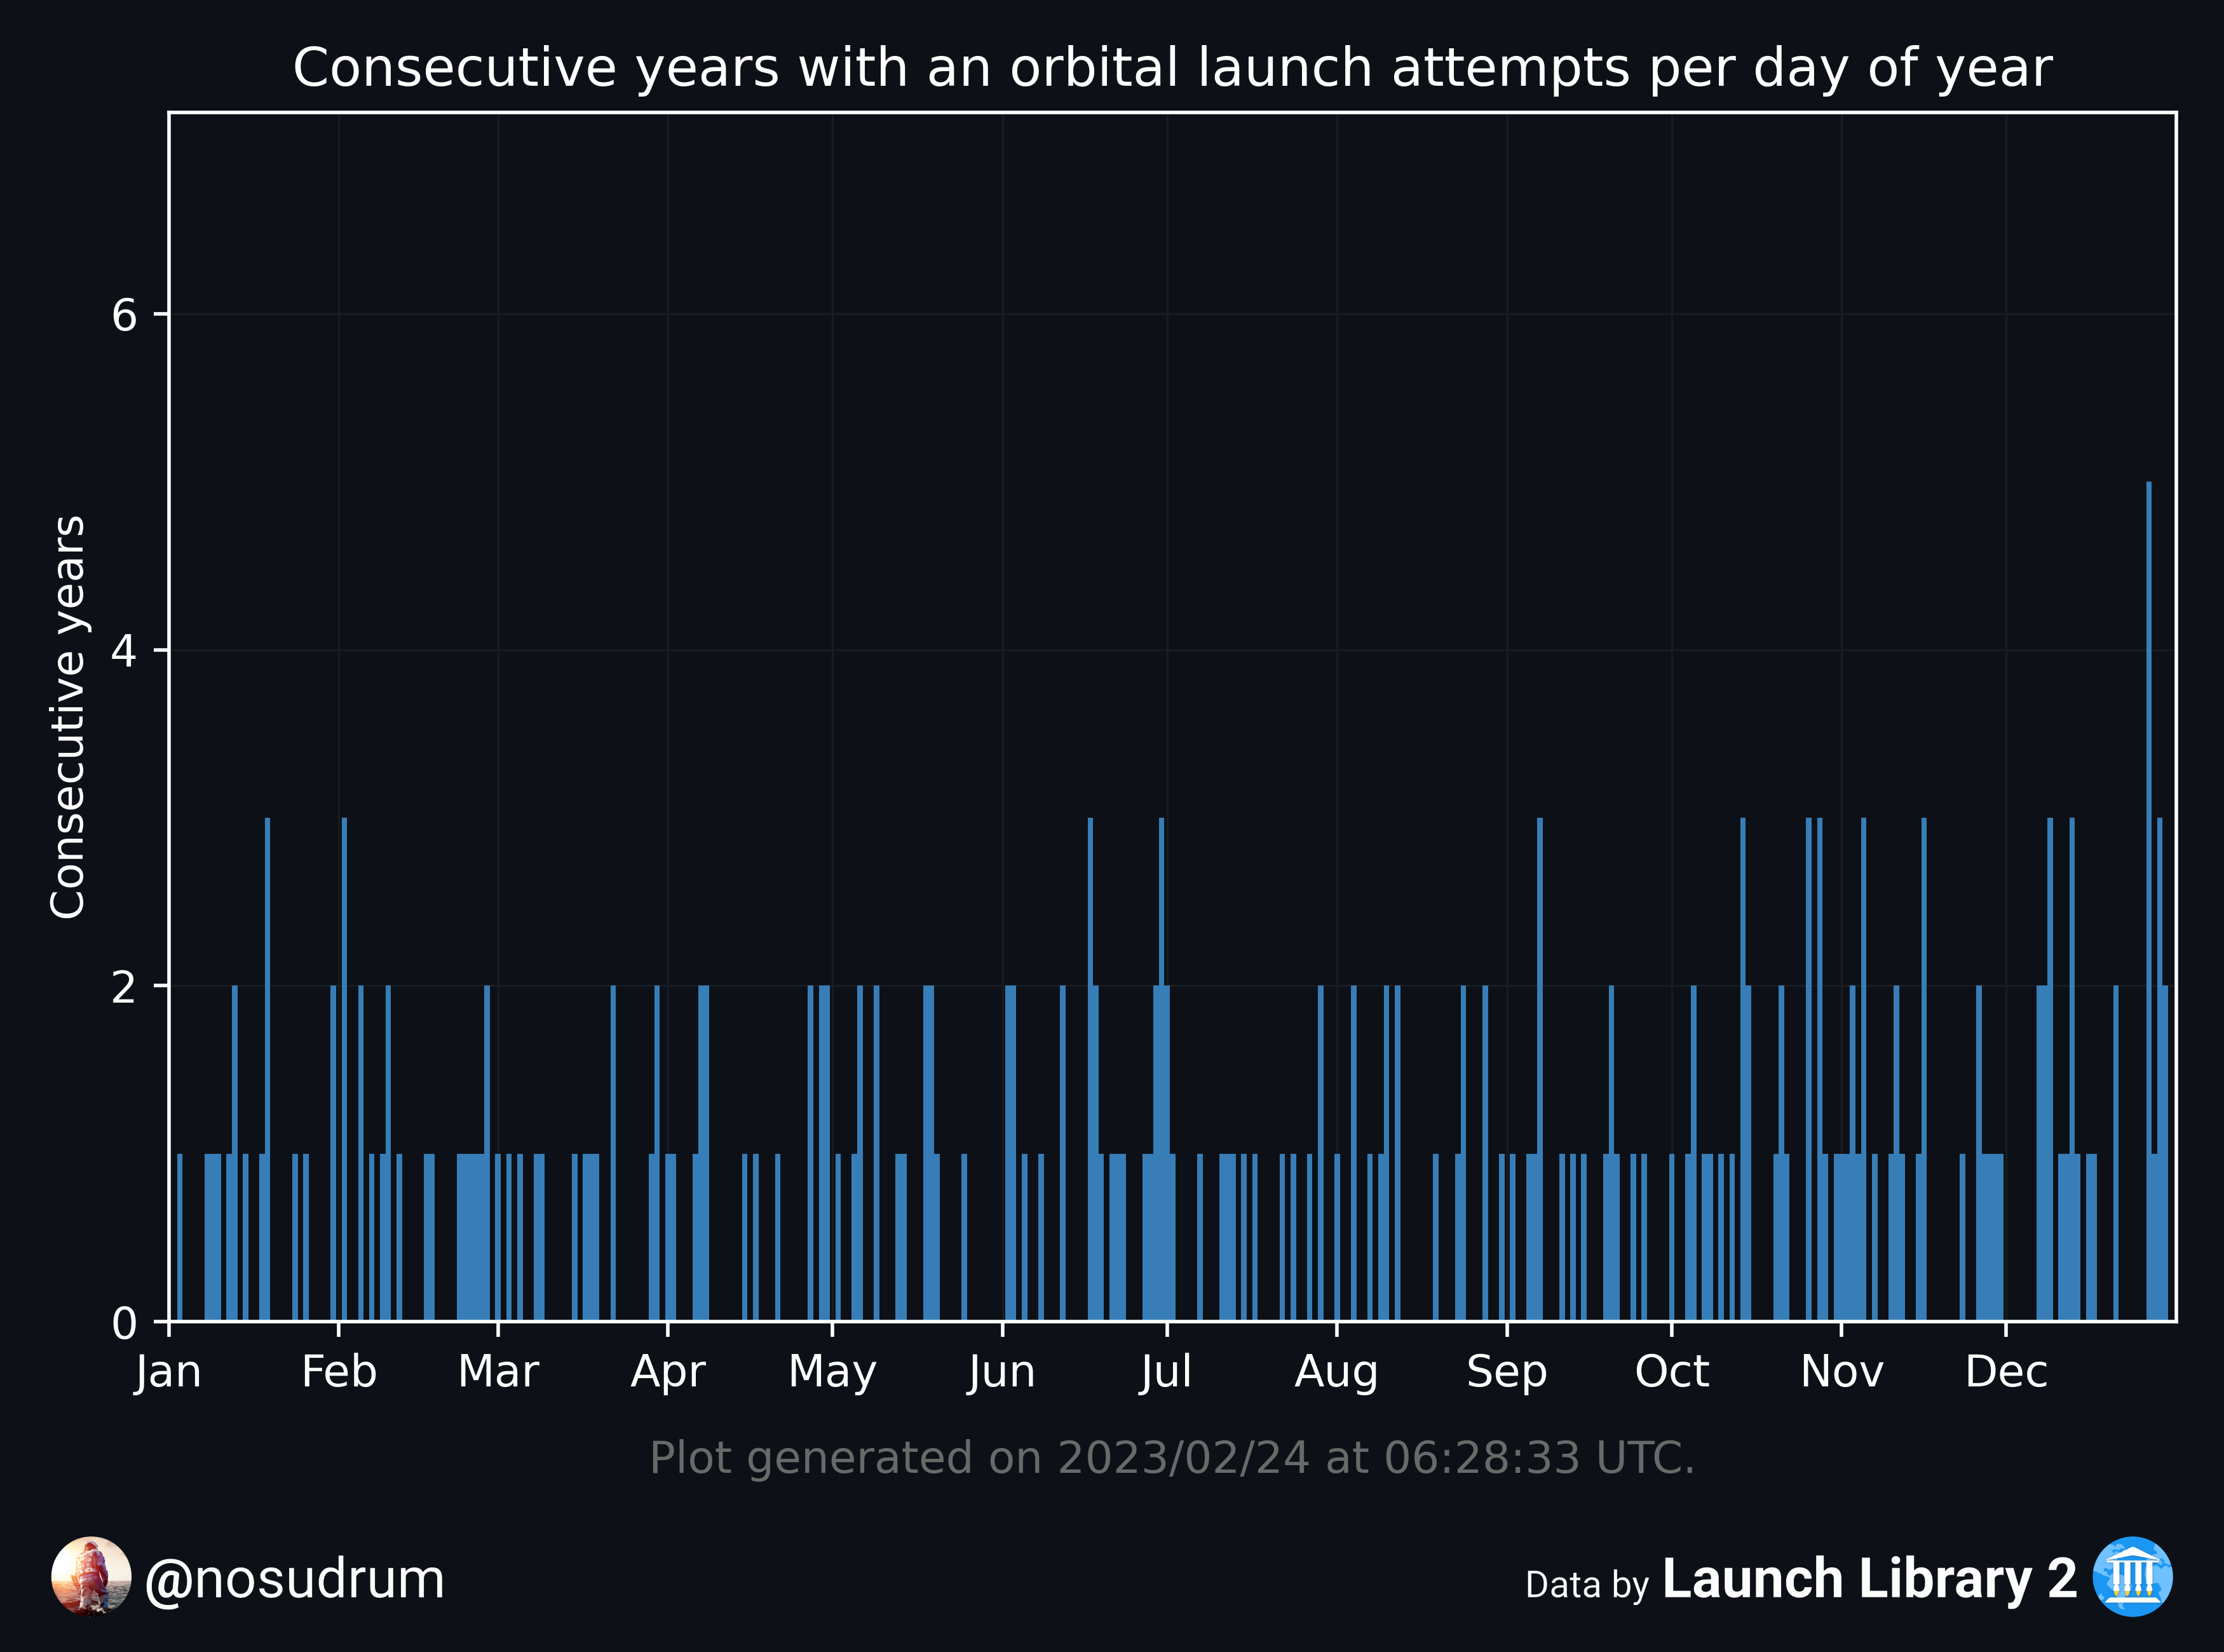 Consecutive years with an orbital launch attempts per day of year
Consecutive years
6
4
2
0
Jan Feb Mar Apr May Jun Jul Aug Sep Oct Nov Dec
Plot generated on 2023/02/24 at 06:28:33 UTC.
@nosudrum
Data by Launch Library 2